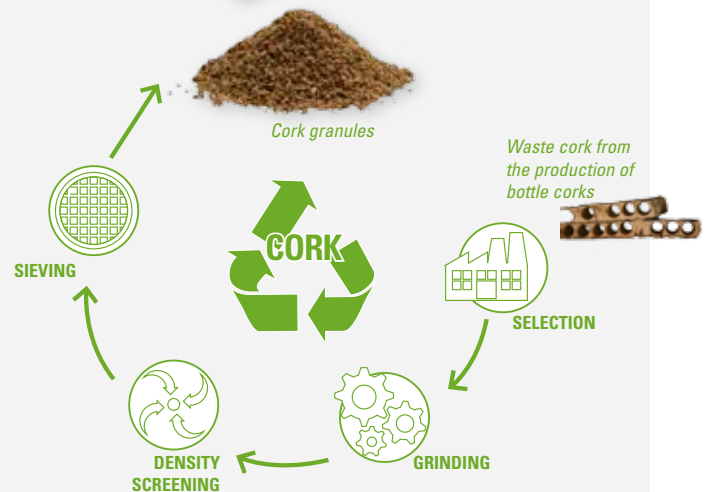 Cork granules
Waste cork from
the production of
bottle corks
CORK
SIEVING
SELECTION
GRINDING
DENSITY
SCREENING